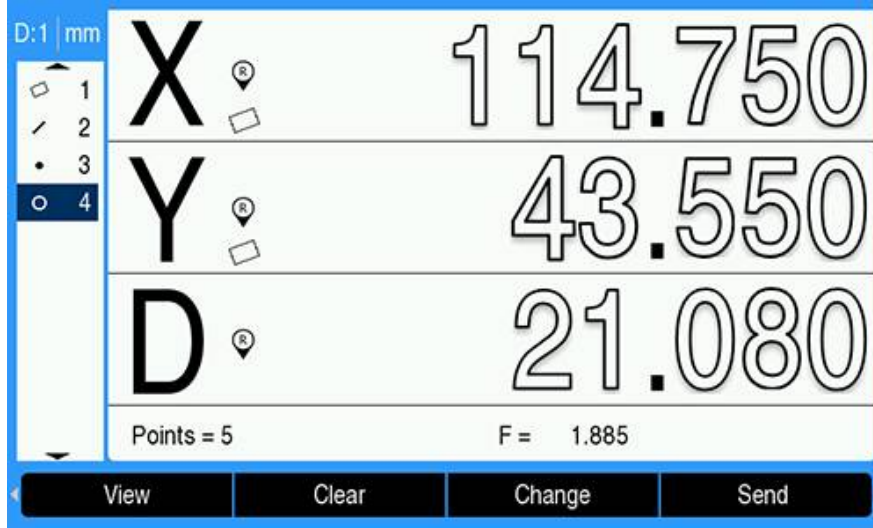 D:1 mm
1
2
3
4
X R 114.750
Y R 43.550
D R 21.080
Points = 5 F = 1.885
View Clear Change Send